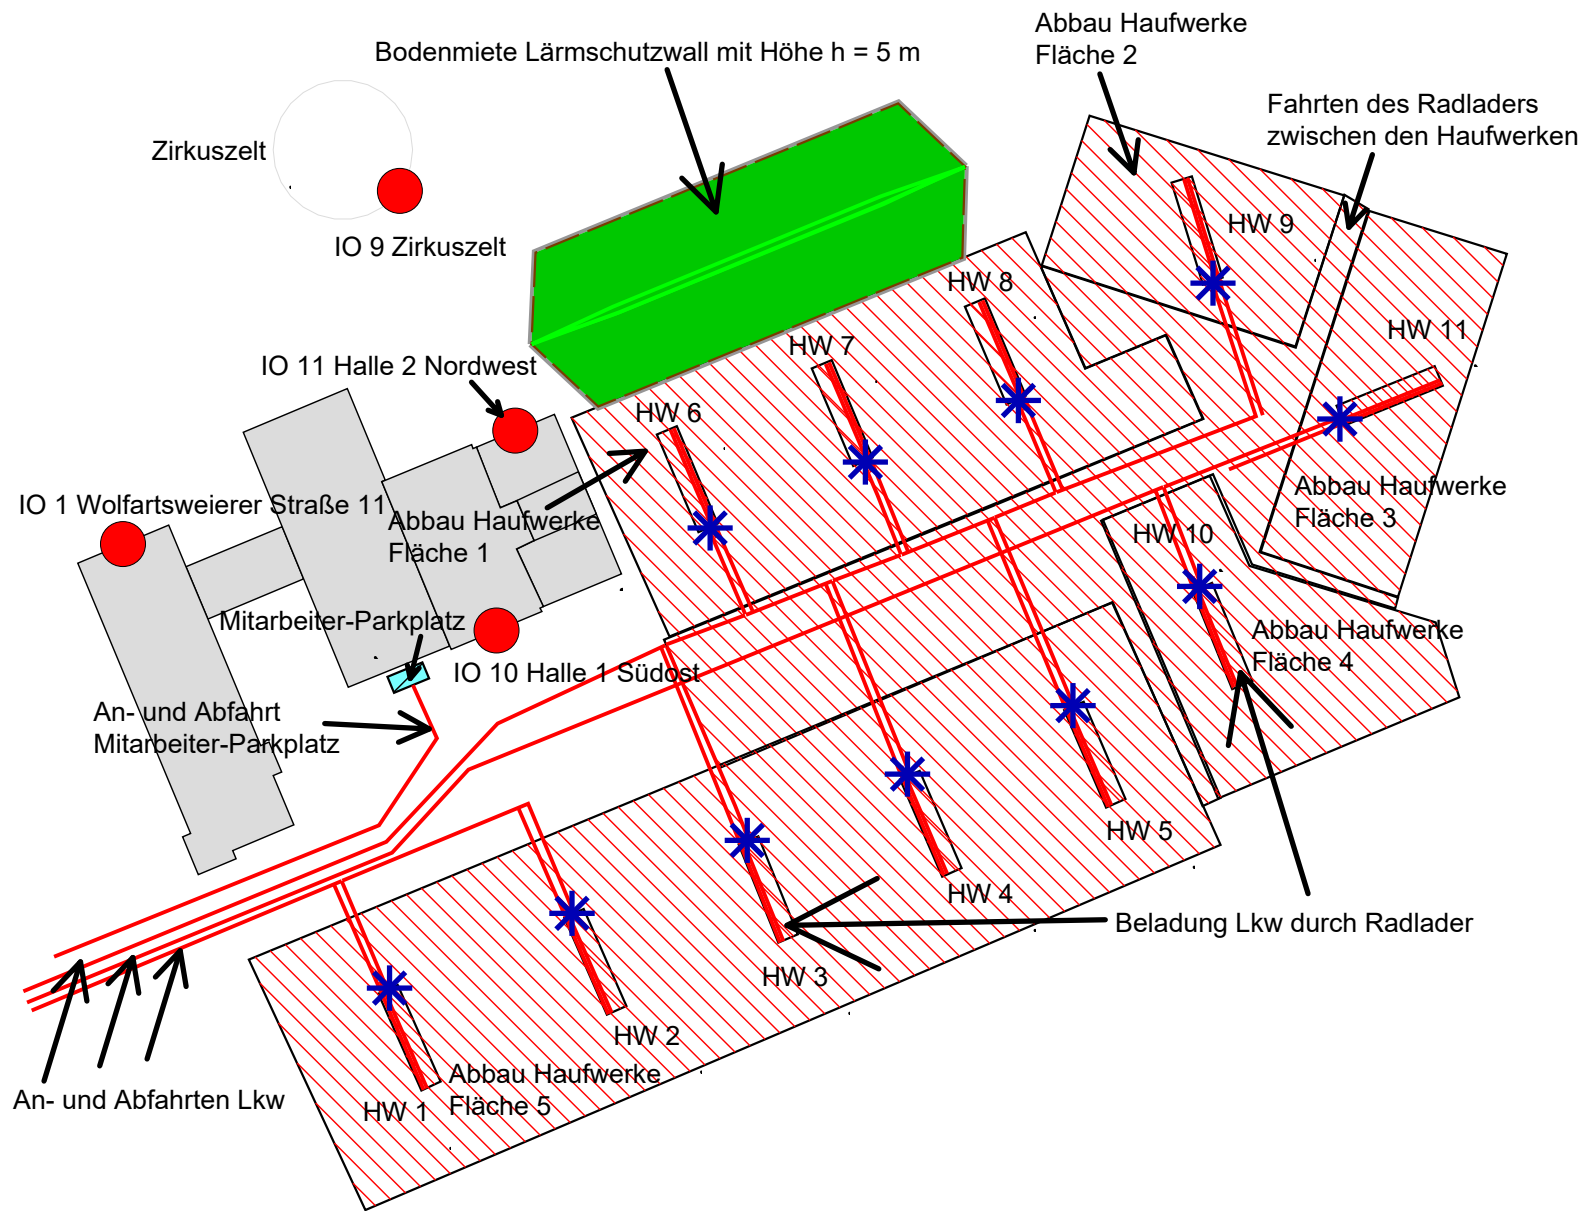 Abbau Haufwerke
Fläche 2
Bodenmiete Lärmschutzwall mit Höhe h = 5 m
Fahrten des Radladers
zwischen den Haufwerken
Zirkuszelt
IO 9 Zirkuszelt
HW 9
HW 8
HW 11
HW 7
IO 11 Halle 2 Nordwest
HW 6
IO 1 Wolfartsweierer Straße 11
Abbau Haufwerke
Fläche 1
Abbau Haufwerke
Fläche 3
HW 10
Mitarbeiter-Parkplatz
Abbau Haufwerke
Fläche 4
IO 10 Halle 1 Südost
An- und Abfahrt
Mitarbeiter-Parkplatz
HW 5
HW 4
Beladung Lkw durch Radlader
HW 3
HW 2
Abbau Haufwerke
Fläche 5
HW 1
An- und Abfahrten Lkw